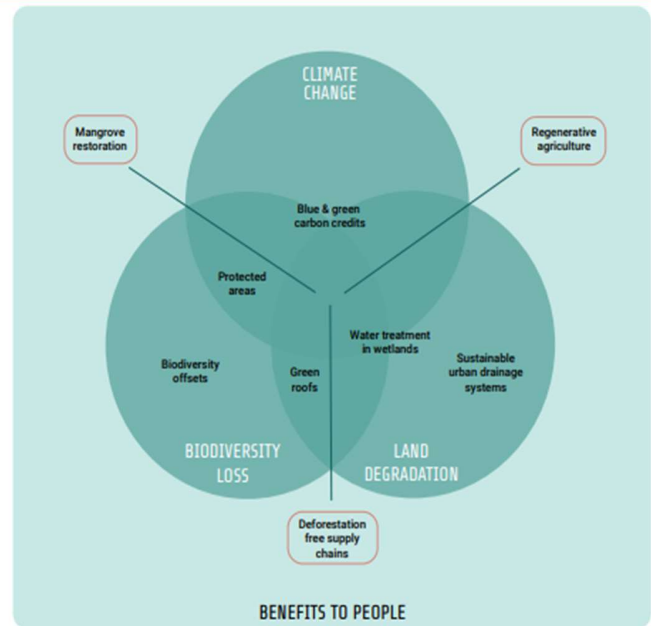 CLIMATE
CHANGE
Mangrove
restoration
Regenerative
agriculture
Blue & green
carbon credits
Protected
areas
Water treatment
in wetlands
Biodiversity
offsets
Green
roofs
Sustainable
urban drainage
systems
BIODIVERSITY
LOSS
LAND
DEGRADATION
Deforestation
free supply
chains
BENEFITS TO PEOPLE